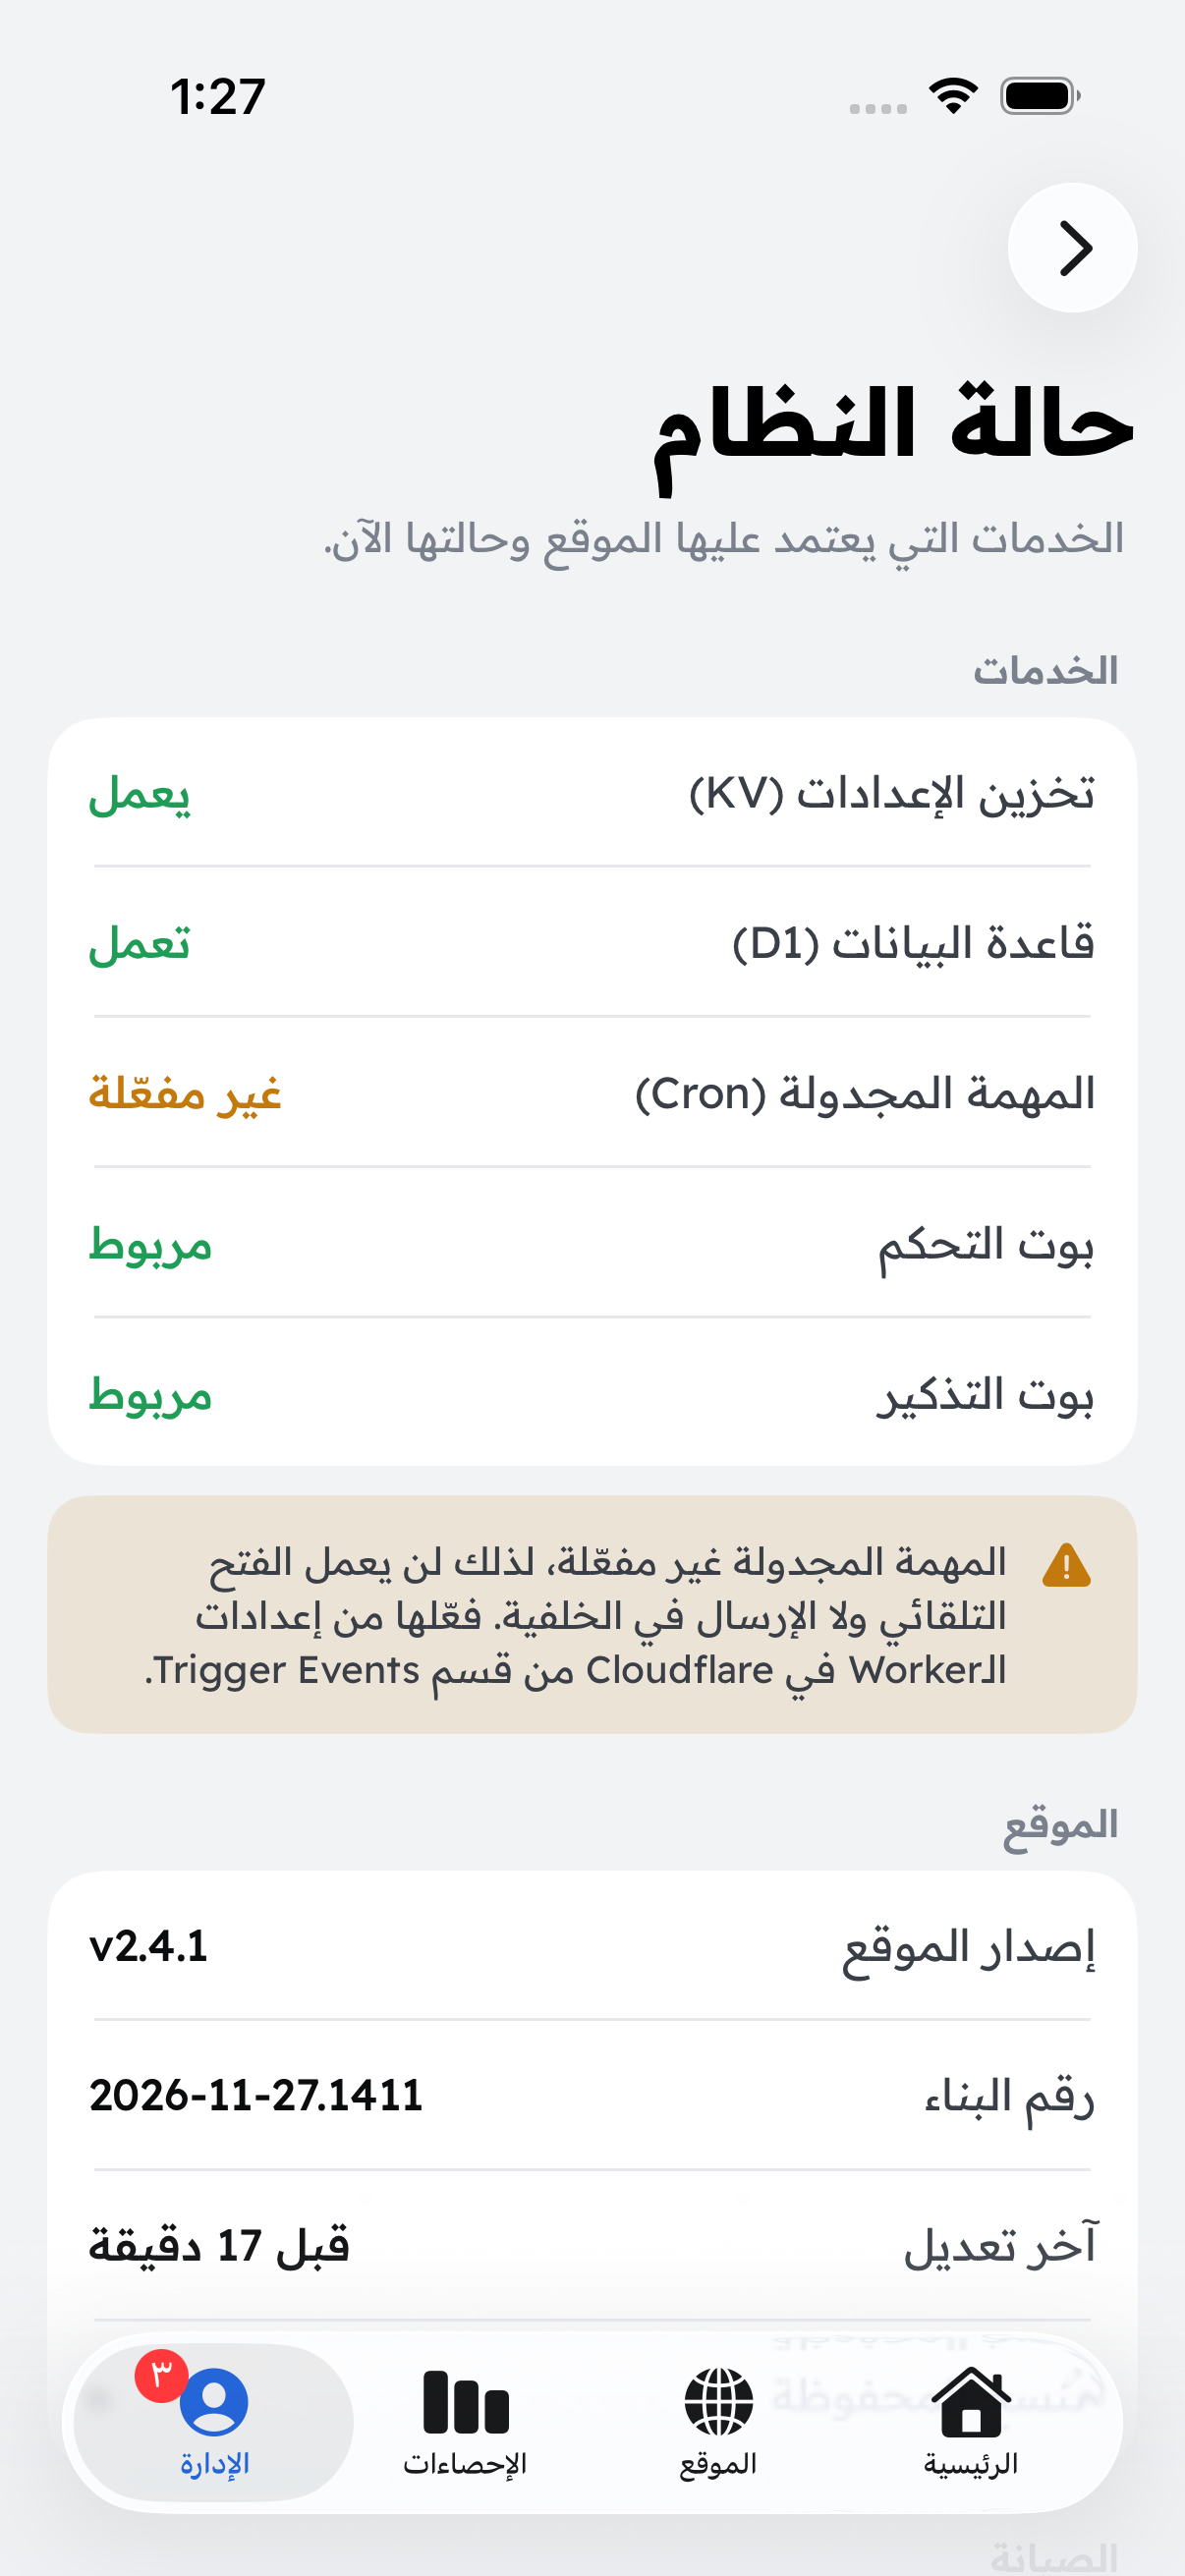 1:27
حالة النظام
الخدمات التي يعتمد عليها الموقع وحالتها الآن.
الخدمات
تخزين الإعدادات (KV) يعمل
قاعدة البيانات (D1) تعمل
المهمة المجدولة (Cron) غير مفعّلة
بوت التحكم مربوط
بوت التذكير مربوط
المهمة المجدولة غير مفعّلة، لذلك لن يعمل الفتح
التلقائي ولا الإرسال في الخلفية. فعّلها من إعدادات
الـWorker في Cloudflare من قسم Trigger Events.
الموقع
إصدار الموقع v2.4.1
رقم البناء 2026-11-27.1411
آخر تعديل قبل 17 دقيقة
المحفوظة
الرئيسية الموقع الإحصاءات الإدارة ٣
الصيانة